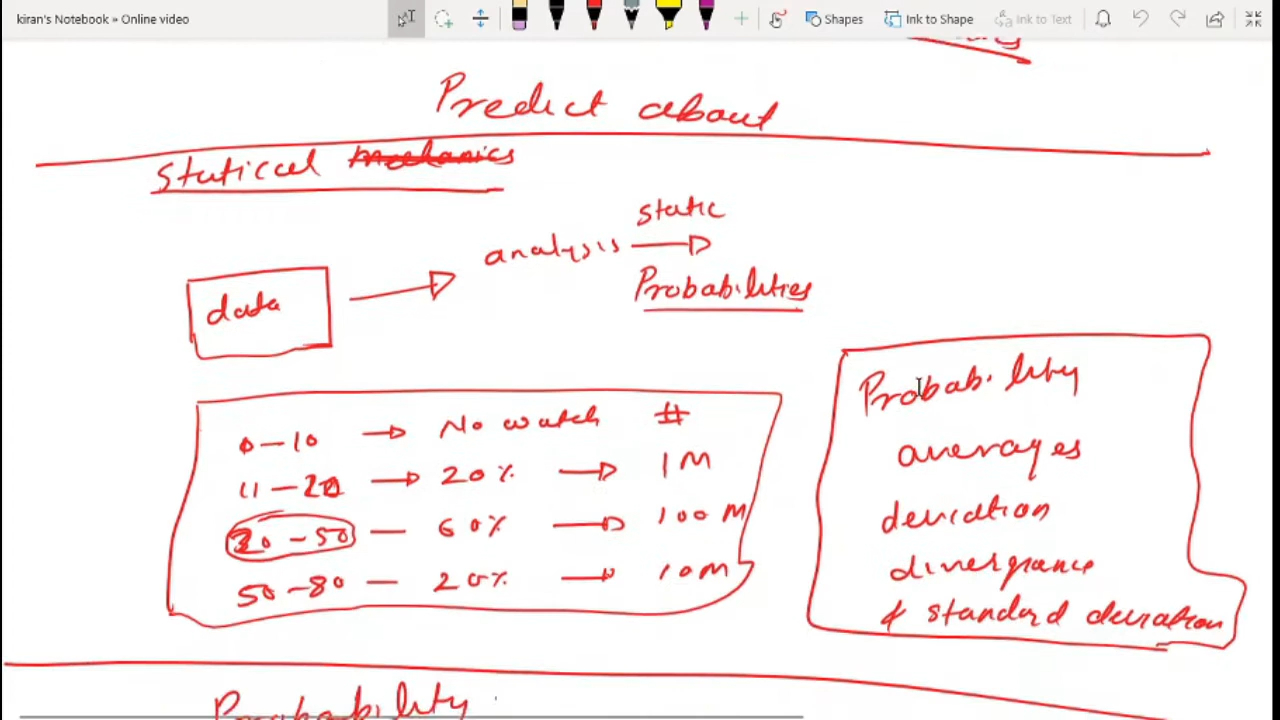 kiran's Notebook » Online video
Shapes
Ink to Shape
Ink to Text
Predict about
Statical mechanics
static
analysis
Probabilities
data
0-10 → No watch #
11-20 → 20% → 1M
20-50 - 60% → 100M
50-80 - 20% → 10M
Probability
averages
deviation
divergance
& standard deviation
Probability